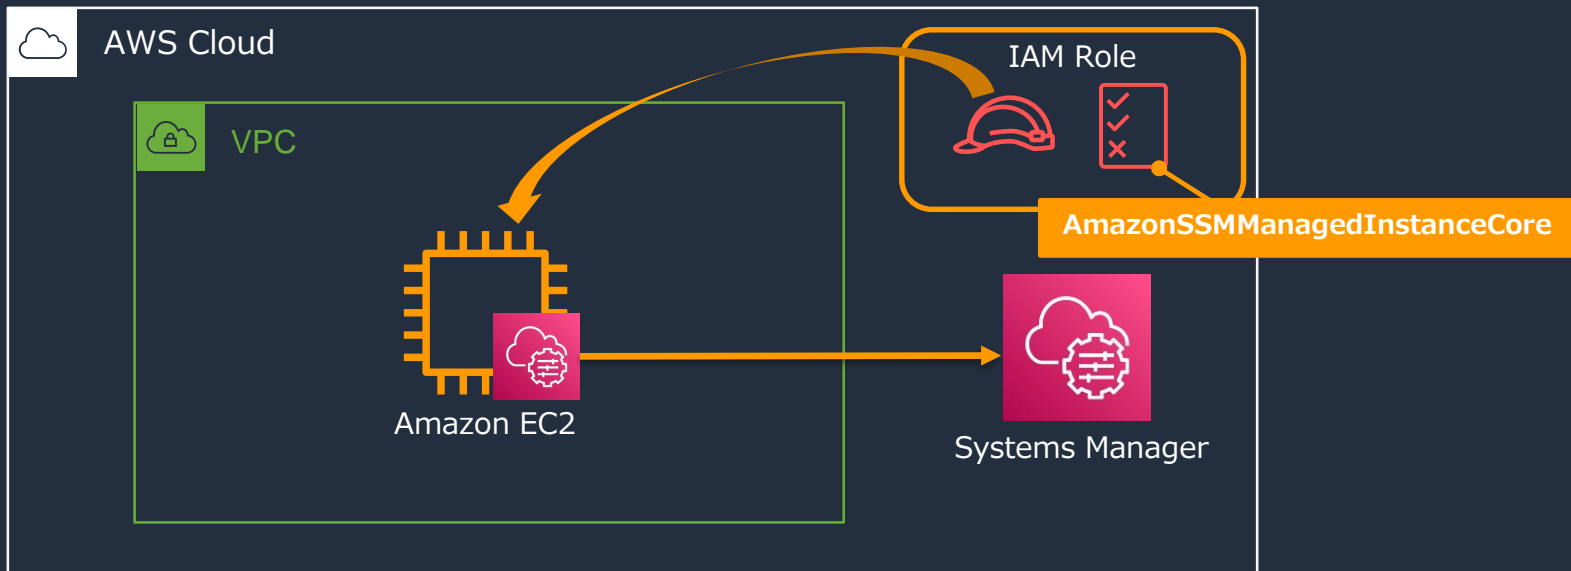 AWS Cloud
IAM Role
VPC
AmazonSSMManagedInstanceCore
Amazon EC2
Systems Manager